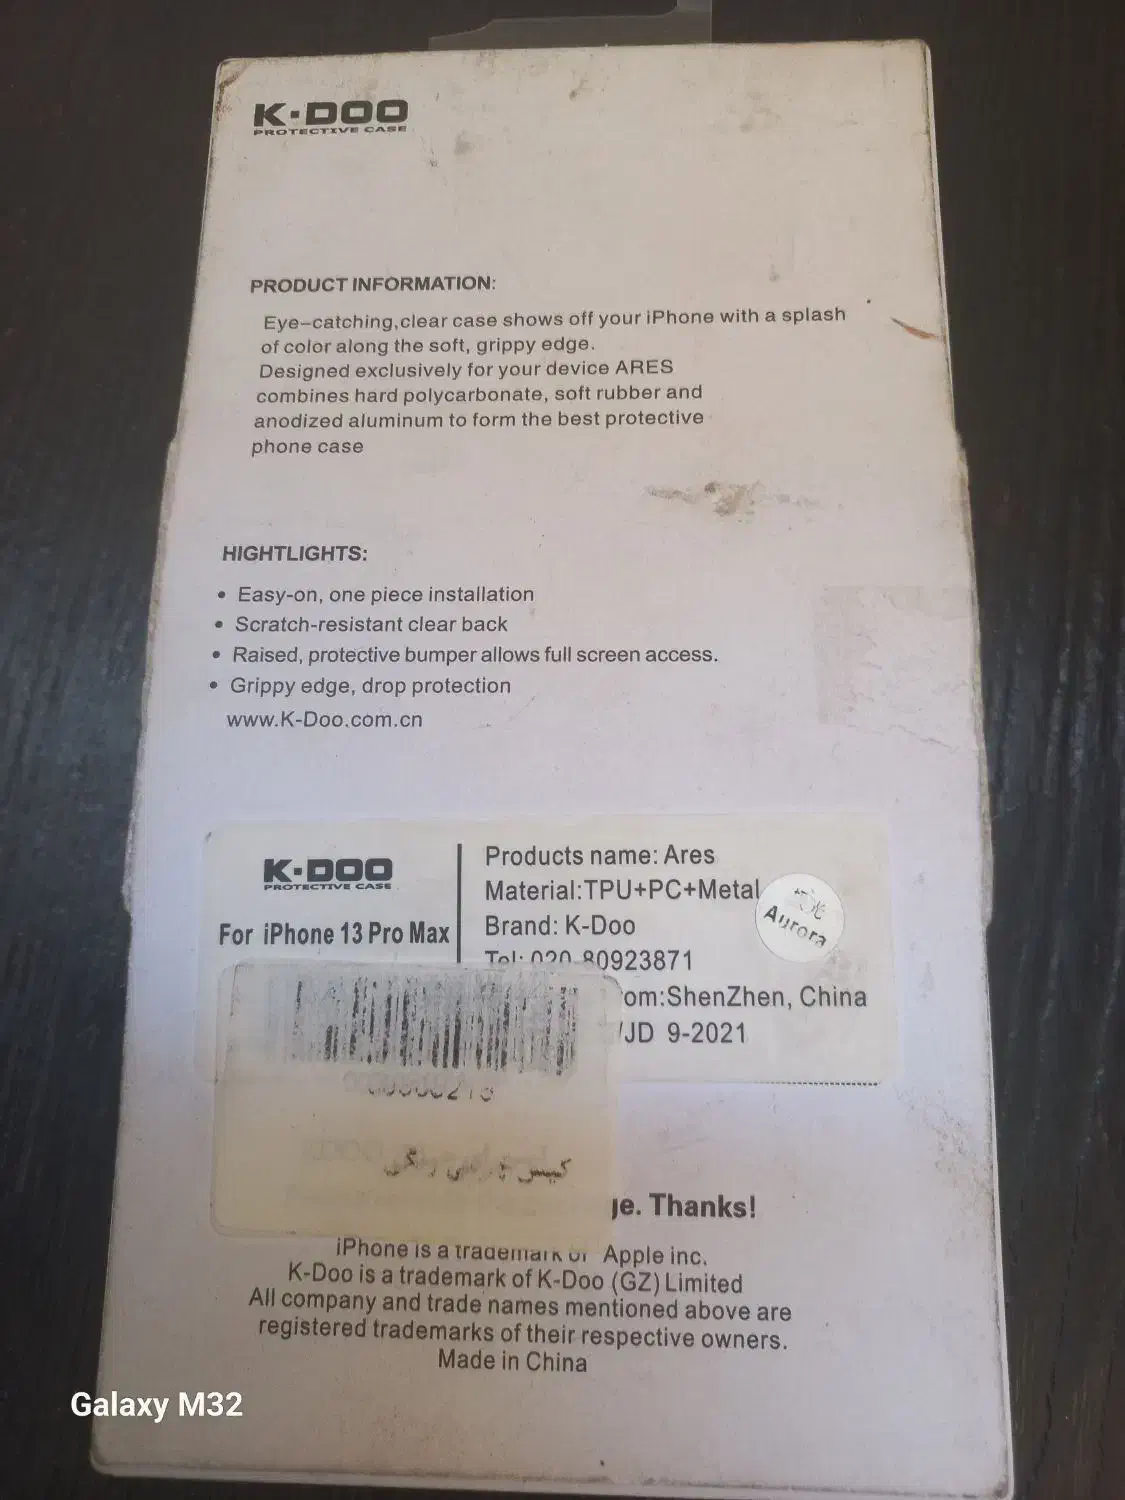 K-DOO
PROTECTIVE CASE
PRODUCT INFORMATION:
Eye-catching,clear case shows off your iPhone with a splash
of color along the soft, grippy edge.
Designed exclusively for your device ARES
combines hard polycarbonate, soft rubber and
anodized aluminum to form the best protective
phone case
HIGHTLIGHTS:
• Easy-on, one piece installation
• Scratch-resistant clear back
• Raised, protective bumper allows full screen access.
• Grippy edge, drop protection
www.K-Doo.com.cn
K-DOO
PROTECTIVE CASE
For iPhone 13 Pro Max
Products name: Ares
Material:TPU+PC+Metal
Brand: K-Doo
Tel: 020-80923871
om:ShenZhen, China
/JD 9-2021
Aurora
کیس
Thanks!
iPhone is a trademark of Apple inc.
K-Doo is a trademark of K-Doo (GZ) Limited
All company and trade names mentioned above are
registered trademarks of their respective owners.
Made in China
Galaxy M32